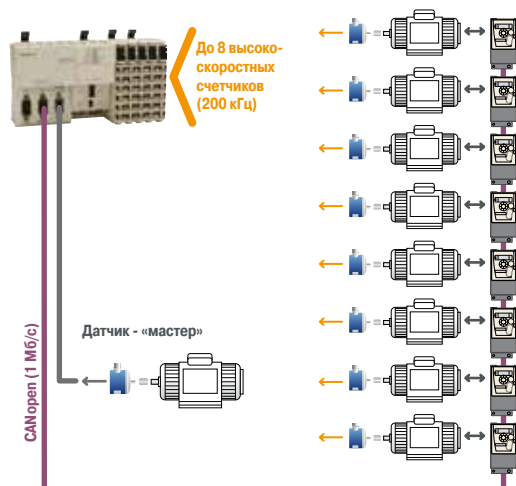 До 8 высоко-
скоростных
счетчиков
(200 кГц)
Датчик - «мастер»
CANopen (1 Мб/с)